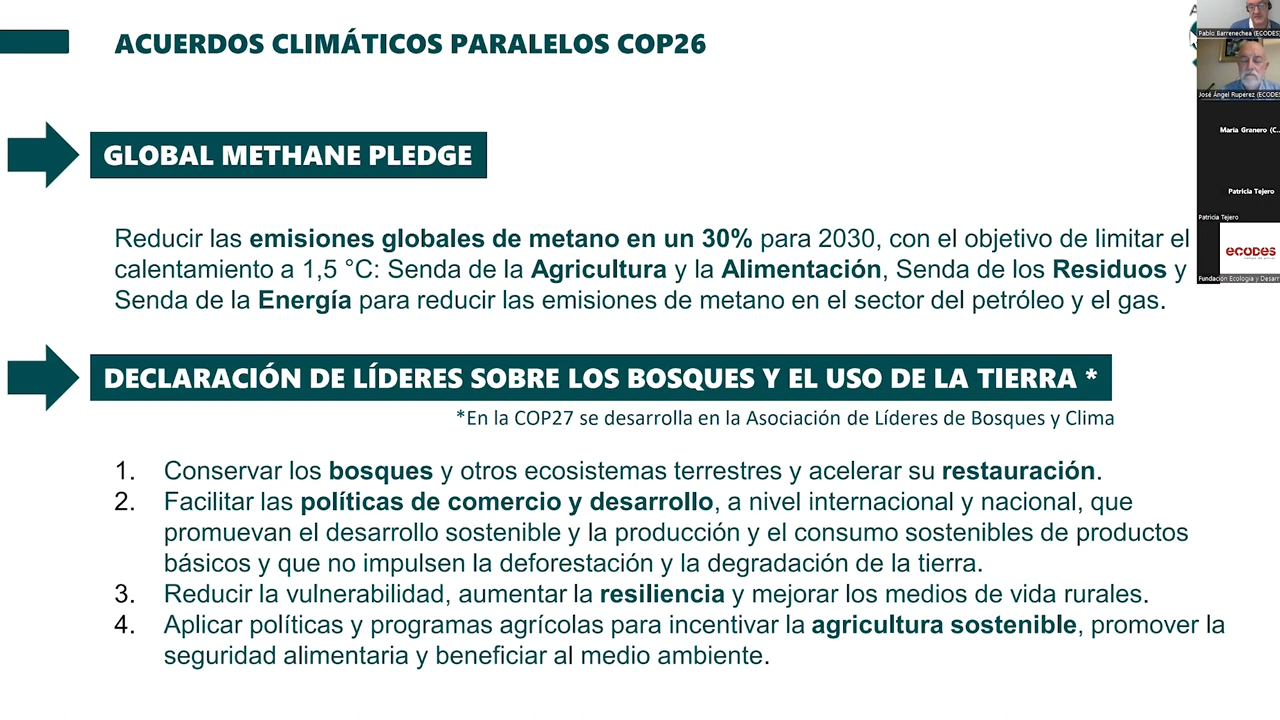 ACUERDOS CLIMÁTICOS PARALELOS COP26
GLOBAL METHANE PLEDGE
Reducir las emisiones globales de metano en un 30% para 2030, con el objetivo de limitar el
calentamiento a 1,5 °C: Senda de la Agricultura y la Alimentación, Senda de los Residuos y
Senda de la Energía para reducir las emisiones de metano en el sector del petróleo y el gas.
DECLARACIÓN DE LÍDERES SOBRE LOS BOSQUES Y EL USO DE LA TIERRA *
*En la COP27 se desarrolla en la Asociación de Líderes de Bosques y Clima
1. Conservar los bosques y otros ecosistemas terrestres y acelerar su restauración.
2. Facilitar las políticas de comercio y desarrollo, a nivel internacional y nacional, que
promuevan el desarrollo sostenible y la producción y el consumo sostenibles de productos
básicos y que no impulsen la deforestación y la degradación de la tierra.
3. Reducir la vulnerabilidad, aumentar la resiliencia y mejorar los medios de vida rurales.
4. Aplicar políticas y programas agrícolas para incentivar la agricultura sostenible, promover la
seguridad alimentaria y beneficiar al medio ambiente.
Pablo Barrenechea (ECODES)
José Ángel Ruperez (ECODES
María Granero (C...
Patricia Tejero
Patricia Tejero
ecodes
Fundación Ecología y Desarr